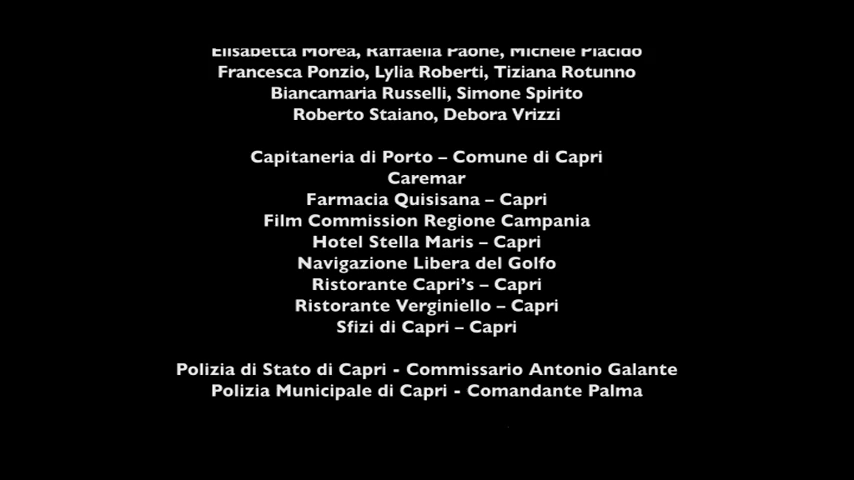 Elisabetta Morea, Raffaella Paone, Michele Placido
Francesca Ponzio, Lylia Roberti, Tiziana Rotunno
Biancamaria Russelli, Simone Spirito
Roberto Staiano, Debora Vrizzi
Capitaneria di Porto – Comune di Capri
Caremar
Farmacia Quisisana – Capri
Film Commission Regione Campania
Hotel Stella Maris – Capri
Navigazione Libera del Golfo
Ristorante Capri’s – Capri
Ristorante Verginiello – Capri
Sfizi di Capri – Capri
Polizia di Stato di Capri - Commissario Antonio Galante
Polizia Municipale di Capri - Comandante Palma